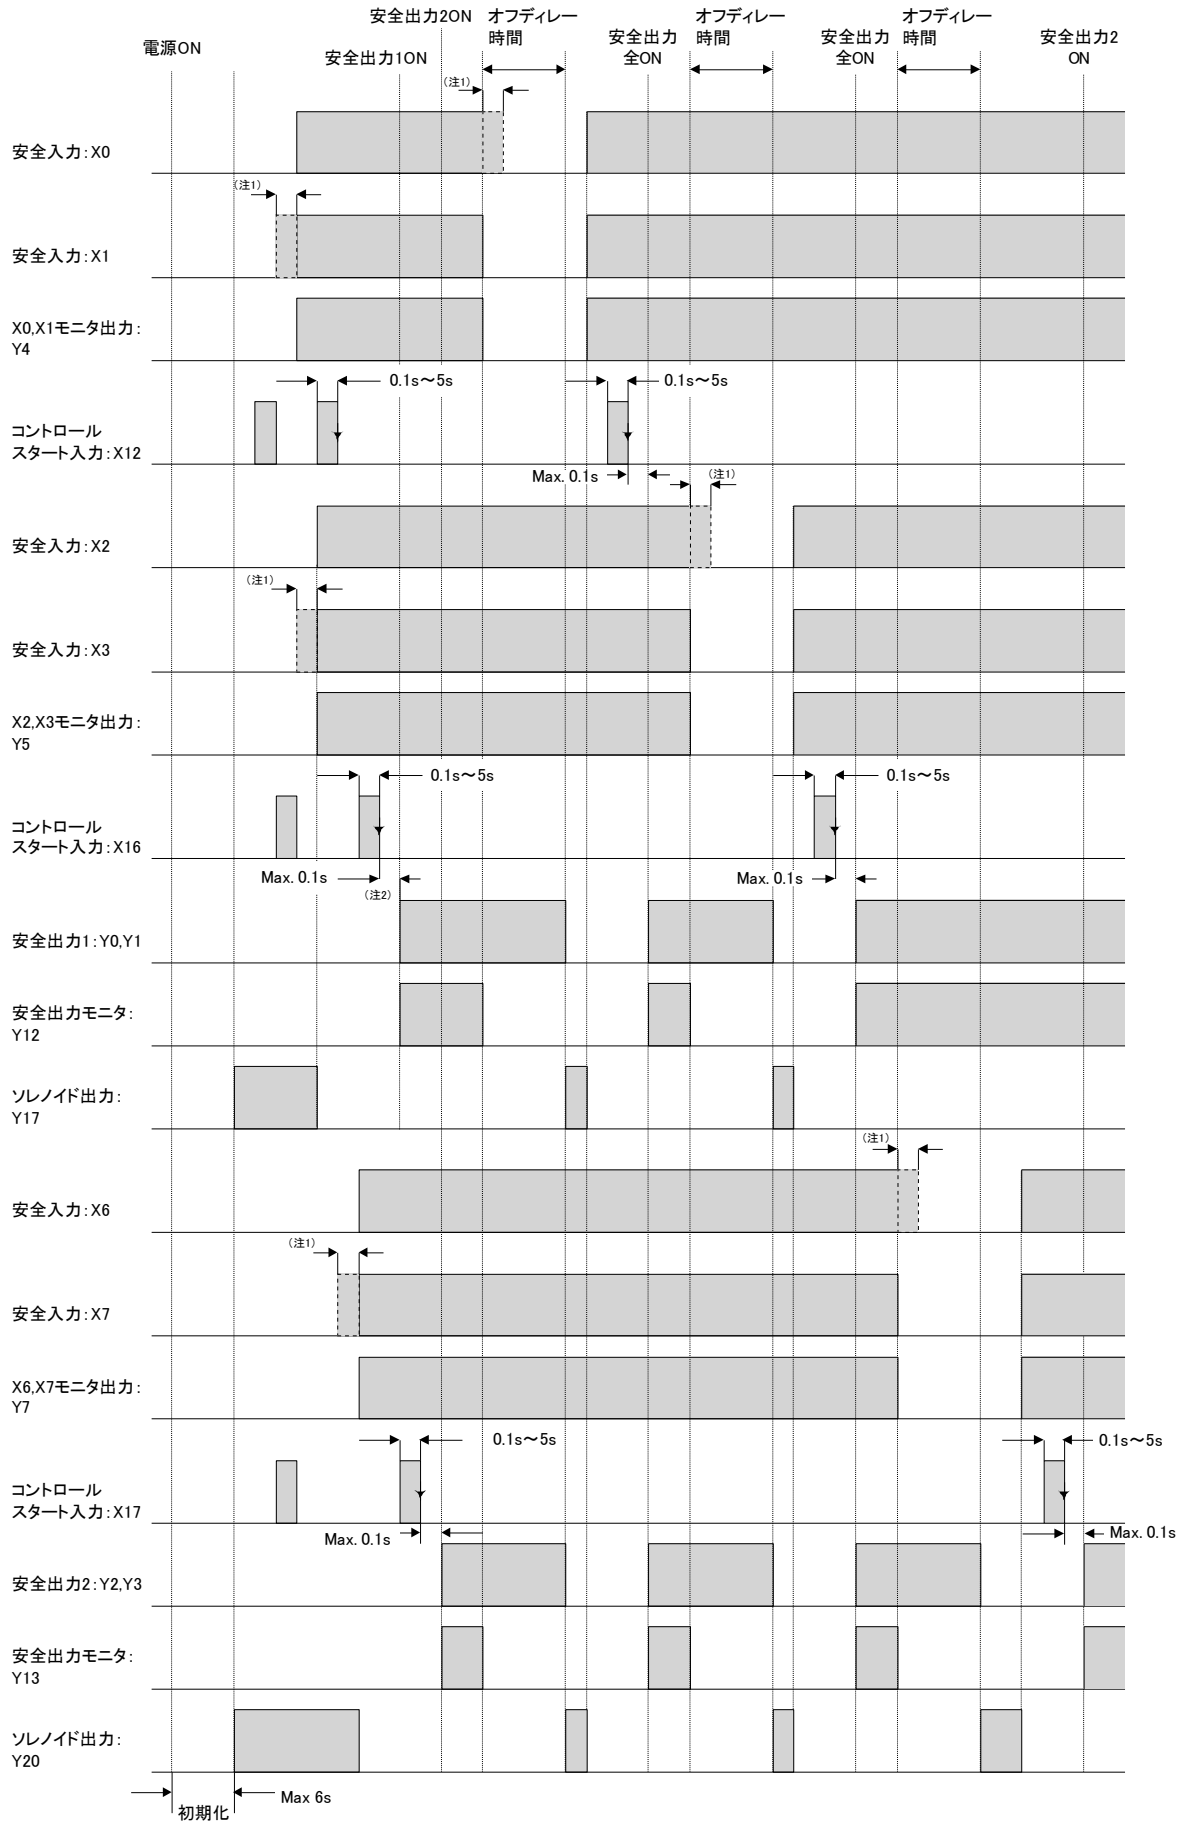 安全出力2ON
オフディレー
時間
オフディレー
時間
オフディレー
時間
電源ON
安全出力1ON
安全出力
全ON
安全出力
全ON
安全出力2
ON
(注1)
安全入力:X0
(注1)
安全入力:X1
X0,X1モニタ出力:
Y4
0.1s～5s
0.1s～5s
コントロール
スタート入力:X12
Max. 0.1s
(注1)
安全入力:X2
(注1)
安全入力:X3
X2,X3モニタ出力:
Y5
0.1s～5s
0.1s～5s
コントロール
スタート入力:X16
Max. 0.1s
(注2)
Max. 0.1s
安全出力1:Y0,Y1
安全出力モニタ:
Y12
ソレノイド出力:
Y17
(注1)
安全入力:X6
(注1)
安全入力:X7
X6,X7モニタ出力:
Y7
0.1s～5s
0.1s～5s
コントロール
スタート入力:X17
Max. 0.1s
Max. 0.1s
安全出力2:Y2,Y3
安全出力モニタ:
Y13
ソレノイド出力:
Y20
Max 6s
初期化